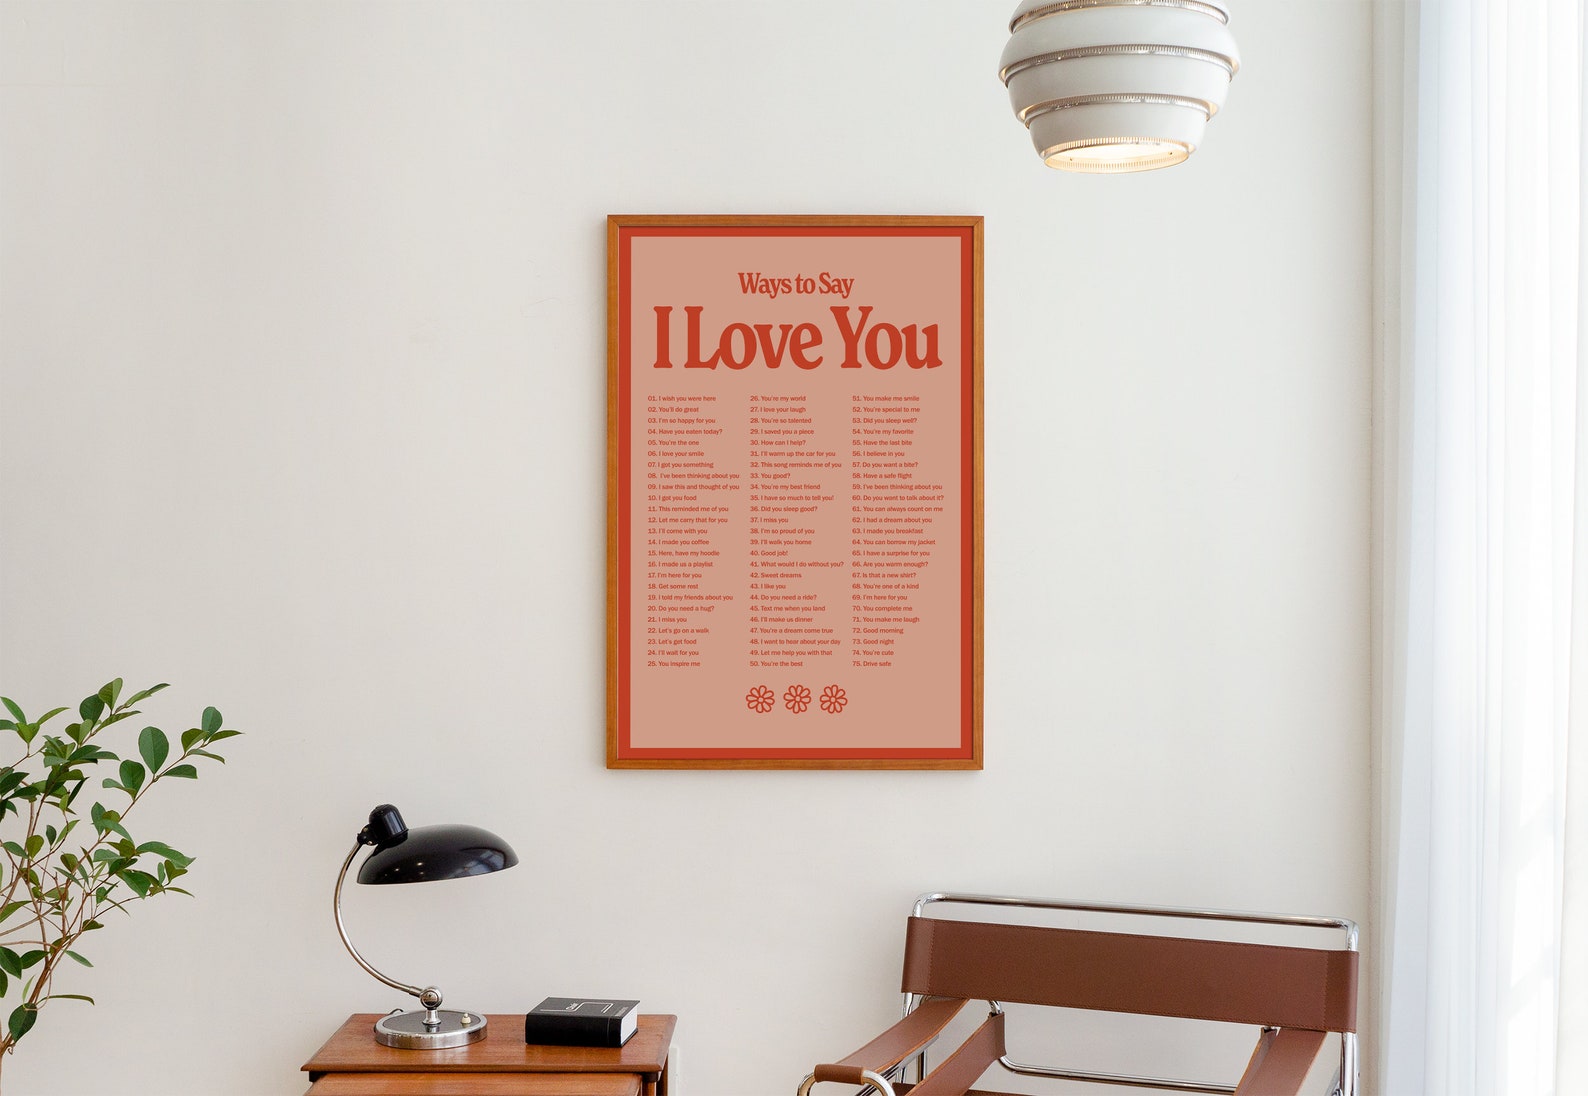 Ways to Say
I Love You
01. I wish you were here
02. You'll do great
03. I'm so happy for you
04. Have you eaten today?
05. You're the one
06. I love your smile
07. I got you something
08. I've been thinking about you
09. I saw this and thought of you
10. I got you food
11. This reminded me of you
12. Let me carry that for you
13. I'll come with you
14. I made you coffee
15. Here, have my hoodie
16. I made us a playlist
17. I'm here for you
18. Get some rest
19. I told my friends about you
20. Do you need a hug?
21. I miss you
22. Let's go on a walk
23. Let's get food
24. I'll wait for you
25. You inspire me
26. You're my world
27. I love your laugh
28. You're so talented
29. I saved you a piece
30. How can I help?
31. I'll warm up the car for you
32. This song reminds me of you
33. You good?
34. You're my best friend
35. I have so much to tell you!
36. Did you sleep good?
37. I miss you
38. I'm so proud of you
39. I'll walk you home
40. Good job!
41. What would I do without you?
42. Sweet dreams
43. I like you
44. Do you need a ride?
45. Text me when you land
46. I'll make us dinner
47. You're a dream come true
48. I want to hear about your day
49. Let me help you with that
50. You're the best
51. You make me smile
52. You're special to me
53. Did you sleep well?
54. You're my favorite
55. Have the last bite
56. I believe in you
57. Do you want a bite?
58. Have a safe flight
59. I've been thinking about you
60. Do you want to talk about it?
61. You can always count on me
62. I had a dream about you
63. I made you breakfast
64. You can borrow my jacket
65. I have a surprise for you
66. Are you warm enough?
67. Is that a new shirt?
68. You're one of a kind
69. I'm here for you
70. You complete me
71. You make me laugh
72. Good morning
73. Good night
74. You're cute
75. Drive safe